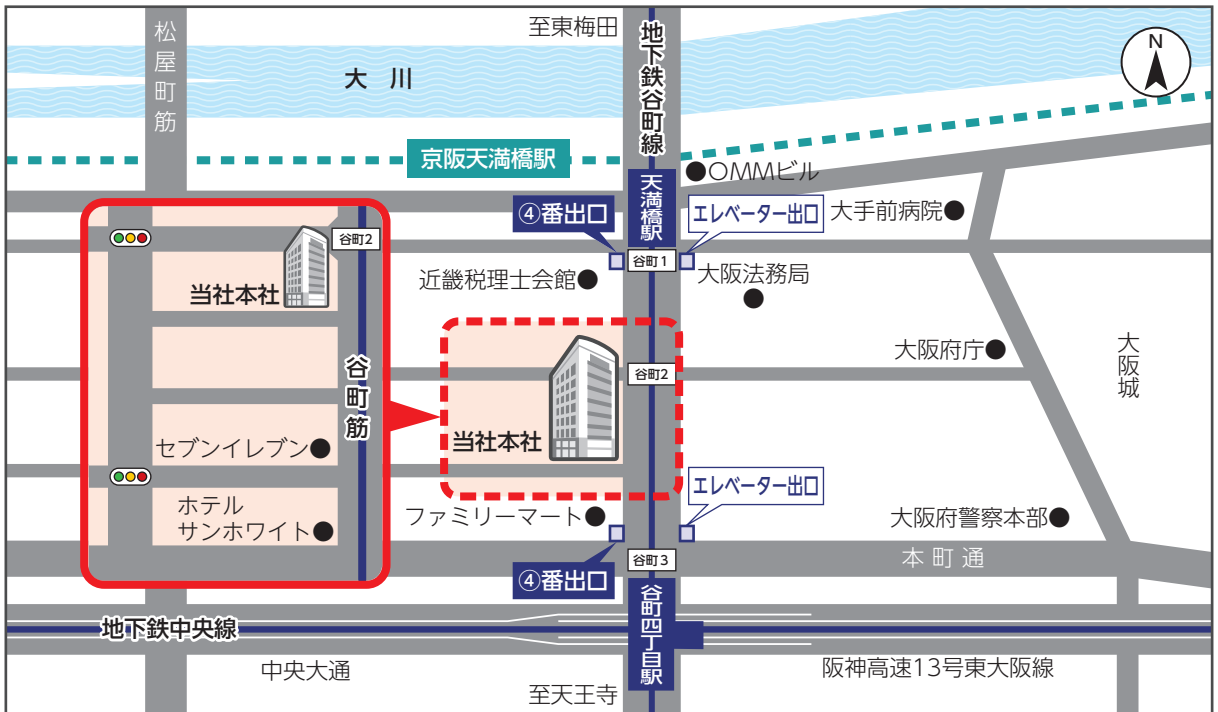 至東梅田
地下鉄谷町線
N
松屋町筋
大川
京阪天満橋駅
天満橋駅
●OMMビル
④番出口
エレベーター出口
大手前病院●
谷町2
谷町1
近畿税理士会館●
大阪法務局
●
当社本社
谷町筋
谷町2
大阪府庁●
大阪城
当社本社
セブンイレブン●
エレベーター出口
ホテル
サンホワイト●
ファミリーマート●
大阪府警察本部●
谷町3
本町通
④番出口
谷町四丁目駅
地下鉄中央線
中央大通
阪神高速13号東大阪線
至天王寺